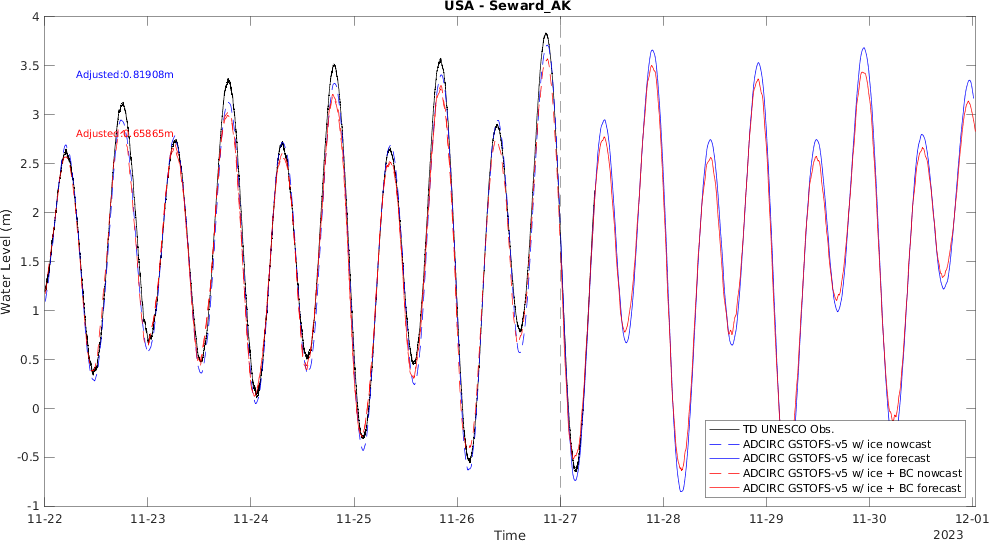 USA - Seward_AK
4
3.5
3
2.5
2
1.5
1
0.5
0
-0.5
-1
Water Level (m)
Adjusted:0.81908m
Adjusted:0.65865m
TD UNESCO Obs.
ADCIRC GSTOFS-v5 w/ ice nowcast
ADCIRC GSTOFS-v5 w/ ice forecast
ADCIRC GSTOFS-v5 w/ ice + BC nowcast
ADCIRC GSTOFS-v5 w/ ice + BC forecast
11-22 11-23 11-24 11-25 11-26 11-27 11-28 11-29 11-30 12-01
Time
2023